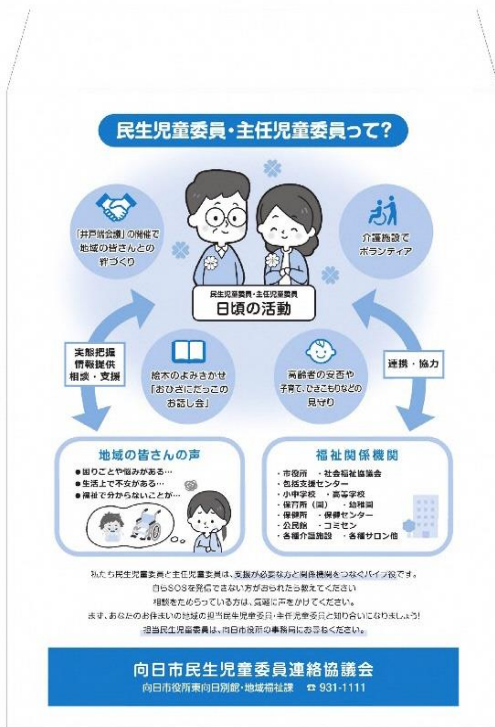 民生児童委員・主任児童委員って?
「井戸端会議」の開催で
地域の皆さんとの
絆づくり
介護施設で
ボランティア
民生児童委員・主任児童委員
日頃の活動
実態把握
情報提供
相談・支援
絵本のよみきかせ
「おひざにだっこの
お話し会」
高齢者の安否や
子育て、ひきこもりなどの
見守り
連携・協力
地域の皆さんの声
●困りごとや悩みがある…
●生活上で不安がある…
●福祉で分からないことが…
福祉関係機関
・市役所 ・社会福祉協議会
・包括支援センター
・小中学校 ・高等学校
・保育所(園) ・幼稚園
・保健所 ・保健センター
・公民館 ・コミセン
・各種介護施設 ・各種サロン他
私たち民生児童委員と主任児童委員は、支援が必要な方と関係機関をつなぐパイプ役です。
自らSOSを発信できない方がおられたら教えてください
相談をためらっている方は、気軽に声をかけてください。
まず、あなたのお住まいの地域の担当民生児童委員・主任児童委員と知り合いになりましょう!
担当民生児童委員は、向日市役所の事務局にお尋ねください。
向日市民生児童委員連絡協議会
向日市役所東向日別館・地域福祉課 ☎ 931-1111